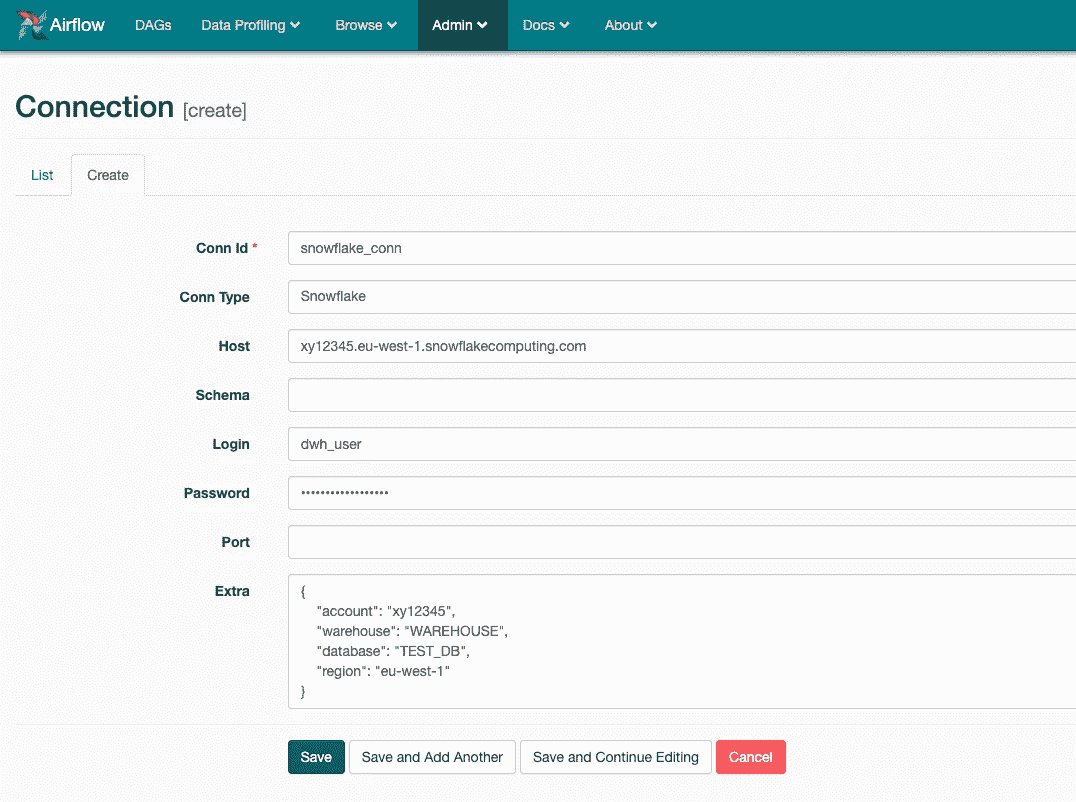 Airflow DAGs Data Profiling Browse Admin Docs About
Connection [create]
List Create
Conn Id * snowflake_conn
Conn Type Snowflake
Host xy12345.eu-west-1.snowflakecomputing.com
Schema
Login dwh_user
Password ••••••••••••••••••
Port
Extra {
"account": "xy12345",
"warehouse": "WAREHOUSE",
"database": "TEST_DB",
"region": "eu-west-1"
}
Save Save and Add Another Save and Continue Editing Cancel